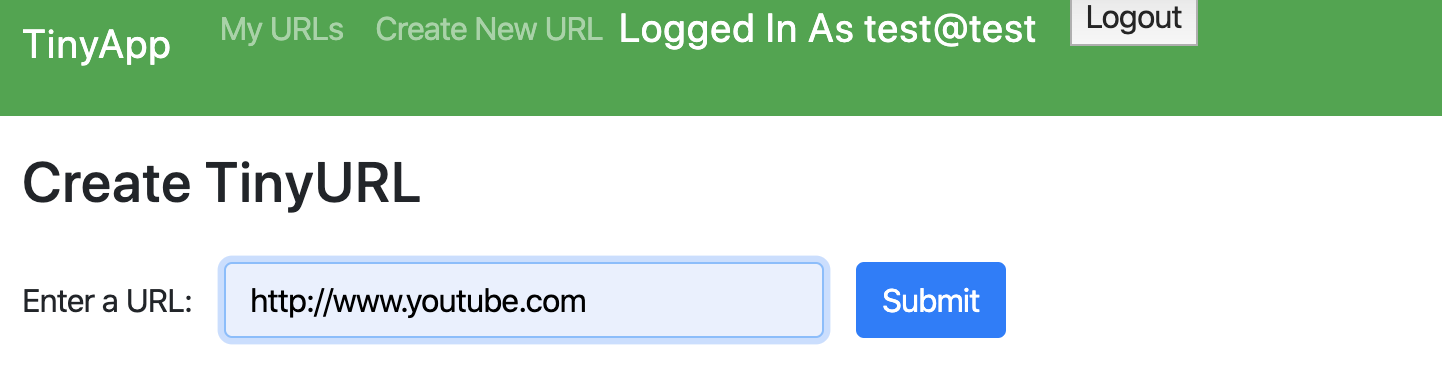 TinyApp My URLs Create New URL Logged In As test@test Logout
Create TinyURL
Enter a URL: http://www.youtube.com Submit